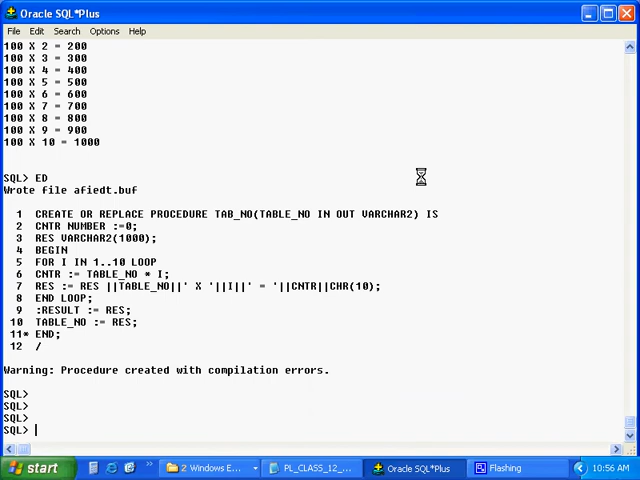 Oracle SQL*Plus
File Edit Search Options Help
100 X 2 = 200
100 X 3 = 300
100 X 4 = 400
100 X 5 = 500
100 X 6 = 600
100 X 7 = 700
100 X 8 = 800
100 X 9 = 900
100 X 10 = 1000
SQL> ED
Wrote file afiedt.buf
1 CREATE OR REPLACE PROCEDURE TAB_NO(TABLE_NO IN OUT VARCHAR2) IS
2 CNTR NUMBER :=0;
3 RES VARCHAR2(1000);
4 BEGIN
5 FOR I IN 1..10 LOOP
6 CNTR := TABLE_NO * I;
7 RES := RES ||TABLE_NO||' X '||I||' = '||CNTR||CHR(10);
8 END LOOP;
9 :RESULT := RES;
10 TABLE_NO := RES;
11* END;
12 /
Warning: Procedure created with compilation errors.
SQL>
SQL>
SQL>
SQL>
start 2 Windows E... PL_CLASS_12_... Oracle SQL*Plus Flashing 10:56 AM